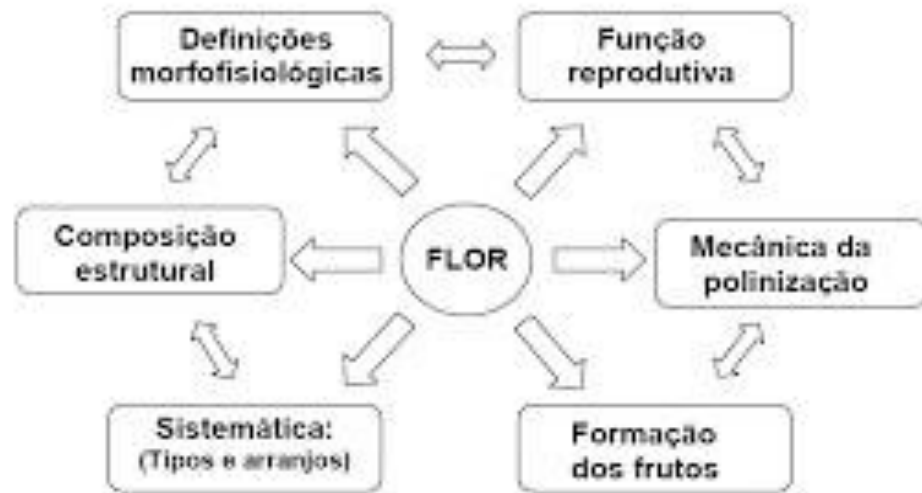 Definições
morfofisiológicas
Função
reprodutiva
Composição
estrutural
FLOR
Mecânica da
polinização
Sistemática:
(Tipos e arranjos)
Formação
dos frutos